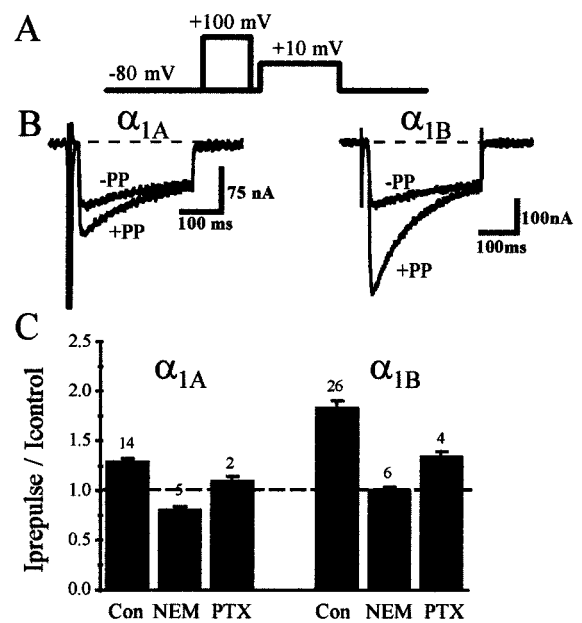 A
+100 mV
+10 mV
-80 mV
B
α1A
-PP
+PP
75 nA
100 ms
α1B
-PP
+PP
100nA
100ms
C
Iprepulse / Icontrol
2.5
2.0
1.5
1.0
0.5
0.0
α1A
α1B
14
5
2
26
6
4
Con NEM PTX Con NEM PTX